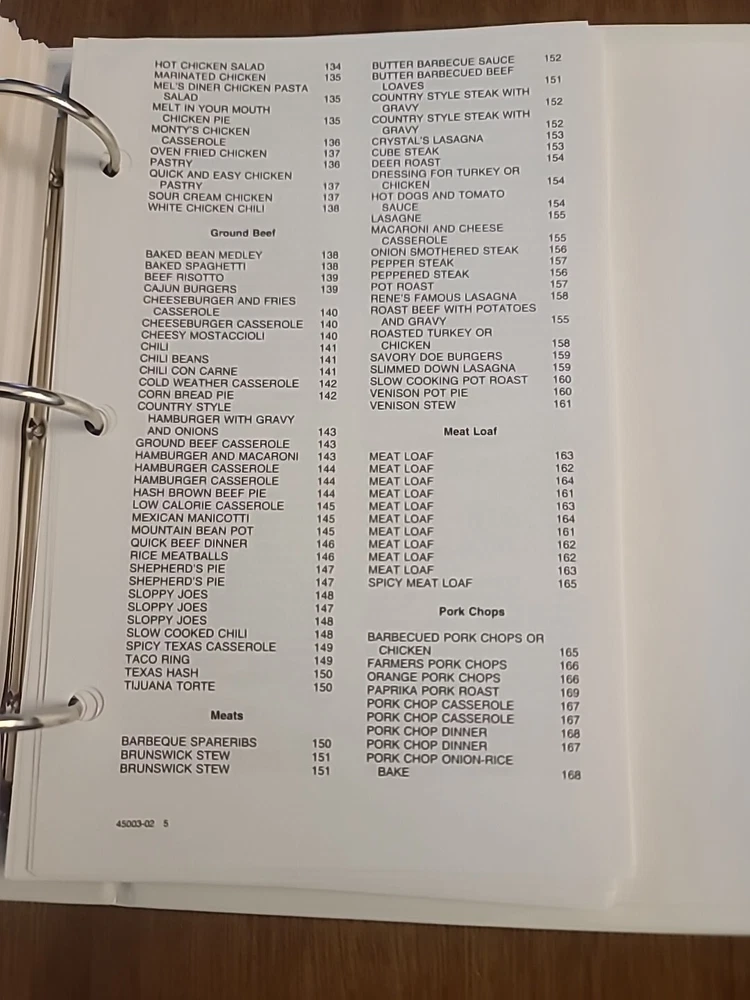 HOT CHICKEN SALAD 134
MARINATED CHICKEN 135
MEL'S DINER CHICKEN PASTA
SALAD 135
MELT IN YOUR MOUTH
CHICKEN PIE 135
MONTY'S CHICKEN
CASSEROLE 136
OVEN FRIED CHICKEN 137
PASTRY 136
QUICK AND EASY CHICKEN
PASTRY 137
SOUR CREAM CHICKEN 137
WHITE CHICKEN CHILI 138
Ground Beef
BAKED BEAN MEDLEY 138
BAKED SPAGHETTI 138
BEEF RISOTTO 139
CAJUN BURGERS 139
CHEESEBURGER AND FRIES
CASSEROLE 140
CHEESEBURGER CASSEROLE 140
CHEESY MOSTACCIOLI 140
CHILI 141
CHILI BEANS 141
CHILI CON CARNE 141
COLD WEATHER CASSEROLE 142
CORN BREAD PIE 142
COUNTRY STYLE
HAMBURGER WITH GRAVY
AND ONIONS 143
GROUND BEEF CASSEROLE 143
HAMBURGER AND MACARONI 143
HAMBURGER CASSEROLE 144
HAMBURGER CASSEROLE 144
HASH BROWN BEEF PIE 144
LOW CALORIE CASSEROLE 145
MEXICAN MANICOTTI 145
MOUNTAIN BEAN POT 145
QUICK BEEF DINNER 146
RICE MEATBALLS 146
SHEPHERD'S PIE 147
SHEPHERD'S PIE 147
SLOPPY JOES 148
SLOPPY JOES 147
SLOPPY JOES 148
SLOW COOKED CHILI 148
SPICY TEXAS CASSEROLE 149
TACO RING 149
TEXAS HASH 150
TIJUANA TORTE 150
Meats
BARBEQUE SPARERIBS 150
BRUNSWICK STEW 151
BRUNSWICK STEW 151
45003-02 5
BUTTER BARBECUE SAUCE 152
BUTTER BARBECUED BEEF
LOAVES 151
COUNTRY STYLE STEAK WITH
GRAVY 152
COUNTRY STYLE STEAK WITH
GRAVY 152
CRYSTAL'S LASAGNA 153
CUBE STEAK 153
DEER ROAST 154
DRESSING FOR TURKEY OR
CHICKEN 154
HOT DOGS AND TOMATO
SAUCE 154
LASAGNE 155
MACARONI AND CHEESE
CASSEROLE 155
ONION SMOTHERED STEAK 156
PEPPER STEAK 157
PEPPERED STEAK 156
POT ROAST 157
RENE'S FAMOUS LASAGNA 158
ROAST BEEF WITH POTATOES
AND GRAVY 155
ROASTED TURKEY OR
CHICKEN 158
SAVORY DOE BURGERS 159
SLIMMED DOWN LASAGNA 159
SLOW COOKING POT ROAST 160
VENISON POT PIE 160
VENISON STEW 161
Meat Loaf
MEAT LOAF 163
MEAT LOAF 162
MEAT LOAF 164
MEAT LOAF 161
MEAT LOAF 163
MEAT LOAF 164
MEAT LOAF 161
MEAT LOAF 162
MEAT LOAF 162
MEAT LOAF 163
SPICY MEAT LOAF 165
Pork Chops
BARBECUED PORK CHOPS OR
CHICKEN 165
FARMERS PORK CHOPS 166
ORANGE PORK CHOPS 166
PAPRIKA PORK ROAST 169
PORK CHOP CASSEROLE 167
PORK CHOP CASSEROLE 167
PORK CHOP DINNER 168
PORK CHOP DINNER 167
PORK CHOP ONION-RICE
BAKE 168